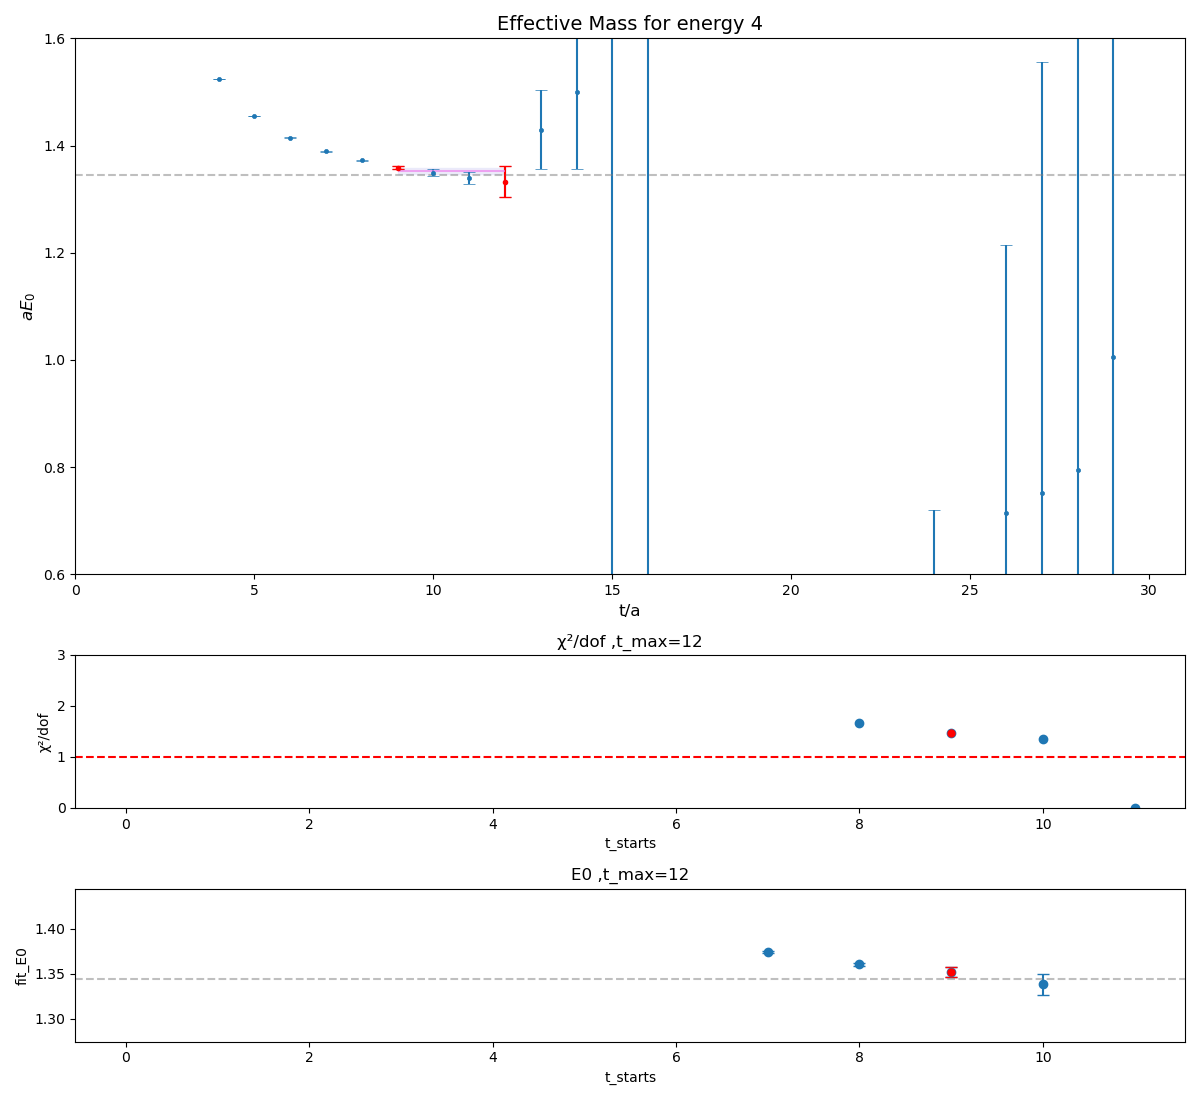 Effective Mass for energy 4
1.6
1.4
1.2
1.0
0.8
0.6
aE₀
0 5 10 15 20 25 30
t/a
χ²/dof ,t_max=12
3
2
1
0
χ²/dof
0 2 4 6 8 10
t_starts
E0 ,t_max=12
1.40
1.35
1.30
fit_E0
0 2 4 6 8 10
t_starts